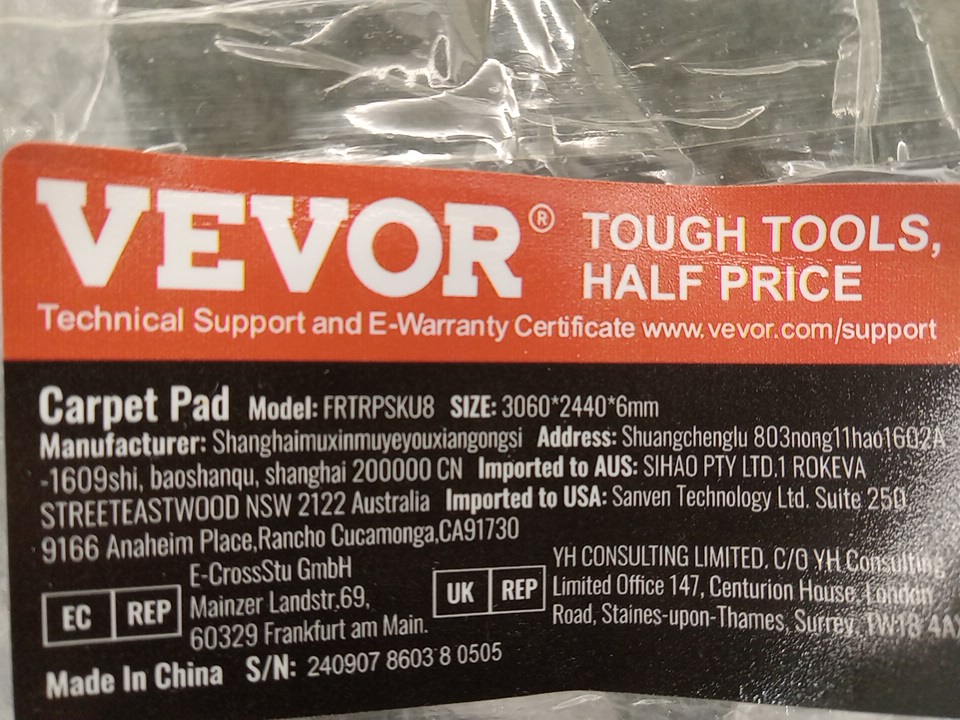 VEVOR®
TOUGH TOOLS,
HALF PRICE
Technical Support and E-Warranty Certificate www.vevor.com/support
Carpet Pad Model: FRTRPSKU8 SIZE: 3060*2440*6mm
Manufacturer: Shanghaimuxinmuyeyouxiangongsi Address: Shuangchenglu 803nong11hao1602A
-1609shi, baoshanqu, shanghai 200000 CN Imported to AUS: SIHAO PTY LTD.1 ROKEVA
STREETEASTWOOD NSW 2122 Australia Imported to USA: Sanven Technology Ltd. Suite 250,
9166 Anaheim Place,Rancho Cucamonga,CA91730
EC REP
E-CrossStu GmbH
Mainzer Landstr.69,
60329 Frankfurt am Main.
UK REP
YH CONSULTING LIMITED. C/O YH Consulting
Limited Office 147, Centurion House, London
Road, Staines-upon-Thames, Surrey, TW18 4AX
Made In China S/N: 240907 8603 8 0505